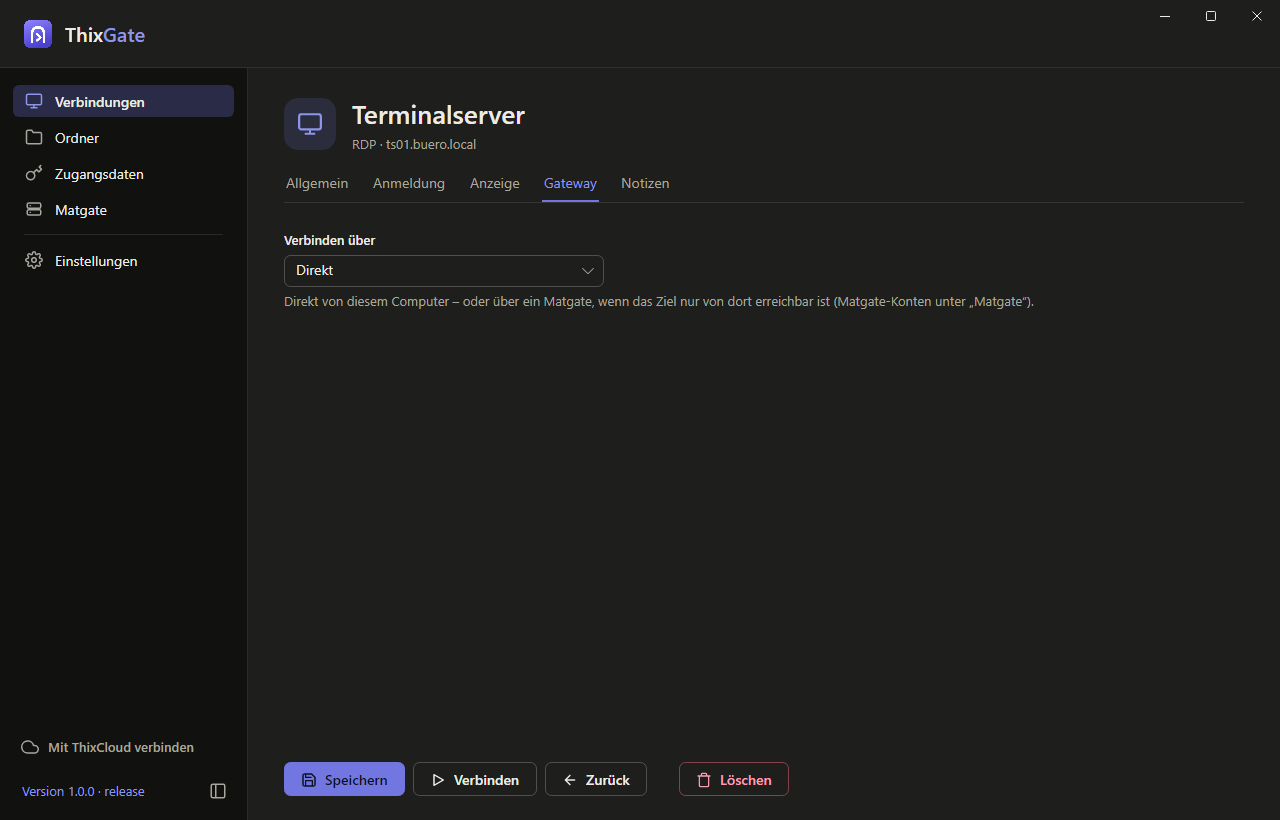 ThixGate
Verbindungen
Ordner
Zugangsdaten
Matgate
Einstellungen
Terminalserver
RDP · ts01.buero.local
Allgemein Anmeldung Anzeige Gateway Notizen
Verbinden über
Direkt
Direkt von diesem Computer – oder über ein Matgate, wenn das Ziel nur von dort erreichbar ist (Matgate-Konten unter „Matgate“).
Mit ThixCloud verbinden
Version 1.0.0 · release
Speichern Verbinden Zurück Löschen